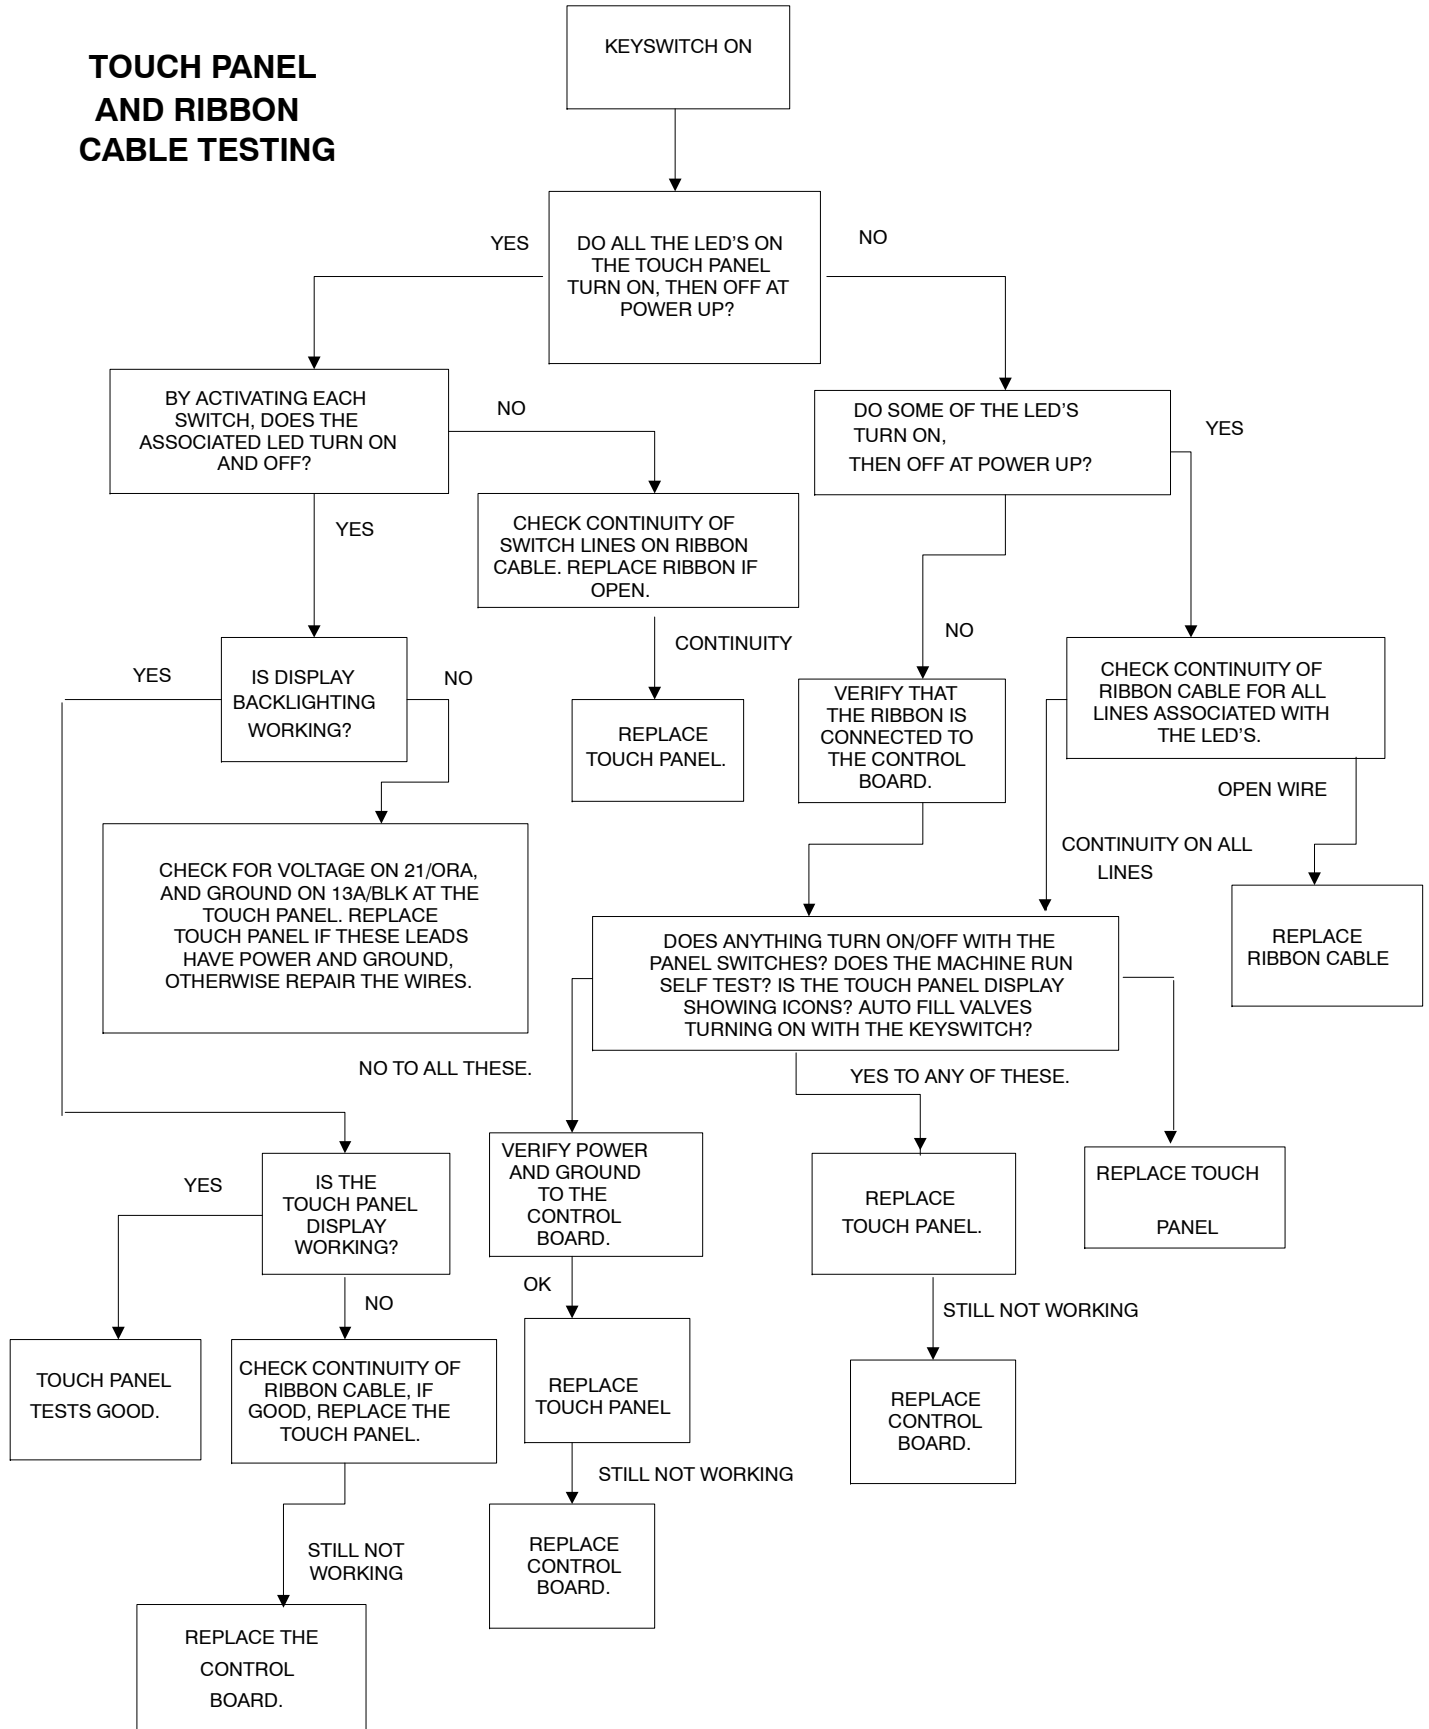 TOUCH PANEL
AND RIBBON
CABLE TESTING
KEYSWITCH ON
YES
DO ALL THE LED'S ON
THE TOUCH PANEL
TURN ON, THEN OFF AT
POWER UP?
NO
BY ACTIVATING EACH
SWITCH, DOES THE
ASSOCIATED LED TURN ON
AND OFF?
NO
DO SOME OF THE LED'S
TURN ON,
THEN OFF AT POWER UP?
YES
YES
CHECK CONTINUITY OF
SWITCH LINES ON RIBBON
CABLE. REPLACE RIBBON IF
OPEN.
CONTINUITY
NO
YES
IS DISPLAY
BACKLIGHTING
WORKING?
NO
REPLACE
TOUCH PANEL.
VERIFY THAT
THE RIBBON IS
CONNECTED TO
THE CONTROL
BOARD.
CHECK CONTINUITY OF
RIBBON CABLE FOR ALL
LINES ASSOCIATED WITH
THE LED'S.
OPEN WIRE
CONTINUITY ON ALL
LINES
CHECK FOR VOLTAGE ON 21/ORA,
AND GROUND ON 13A/BLK AT THE
TOUCH PANEL. REPLACE
TOUCH PANEL IF THESE LEADS
HAVE POWER AND GROUND,
OTHERWISE REPAIR THE WIRES.
DOES ANYTHING TURN ON/OFF WITH THE
PANEL SWITCHES? DOES THE MACHINE RUN
SELF TEST? IS THE TOUCH PANEL DISPLAY
SHOWING ICONS? AUTO FILL VALVES
TURNING ON WITH THE KEYSWITCH?
REPLACE
RIBBON CABLE
NO TO ALL THESE.
YES TO ANY OF THESE.
YES
IS THE
TOUCH PANEL
DISPLAY
WORKING?
VERIFY POWER
AND GROUND
TO THE
CONTROL
BOARD.
REPLACE
TOUCH PANEL.
REPLACE TOUCH
PANEL
NO
OK
STILL NOT WORKING
TOUCH PANEL
TESTS GOOD.
CHECK CONTINUITY OF
RIBBON CABLE, IF
GOOD, REPLACE THE
TOUCH PANEL.
REPLACE
TOUCH PANEL
REPLACE
CONTROL
BOARD.
STILL NOT WORKING
STILL NOT
WORKING
REPLACE
CONTROL
BOARD.
REPLACE THE
CONTROL
BOARD.